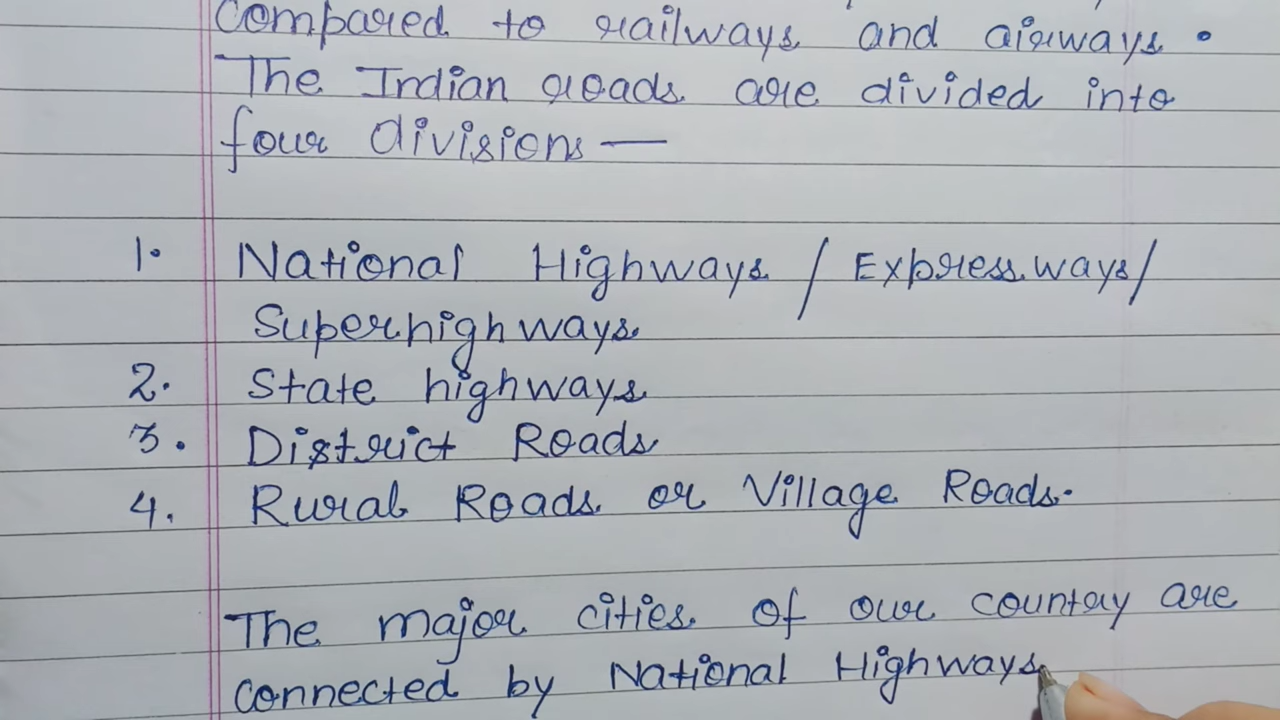 Compared to railways and airways.
The Indian roads are divided into
four divisions —
1. National Highways / Expressways/
Superhighways
2. State highways
3. District Roads
4. Rural Roads or Village Roads.
The major cities of our country are
connected by National Highways